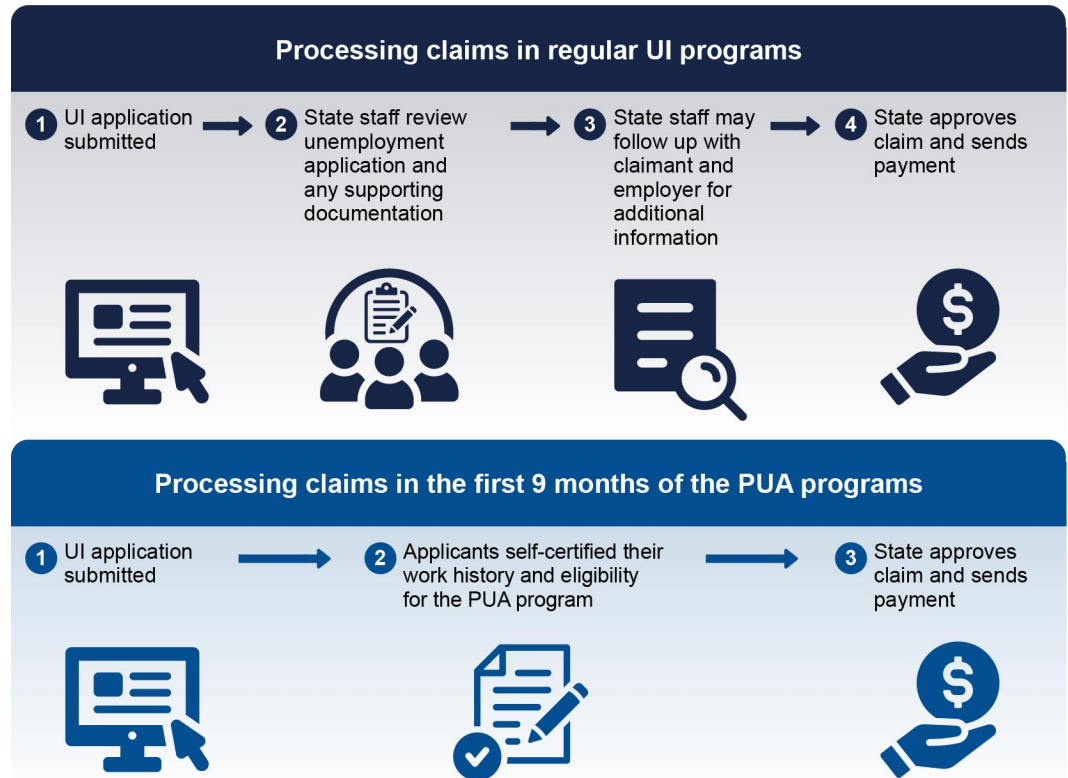 Processing claims in regular UI programs
1 UI application
submitted
2 State staff review
unemployment
application and
any supporting
documentation
3 State staff may
follow up with
claimant and
employer for
additional
information
4 State approves
claim and sends
payment
$
Processing claims in the first 9 months of the PUA programs
1 UI application
submitted
2 Applicants self-certified their
work history and eligibility
for the PUA program
3 State approves
claim and sends
payment
$